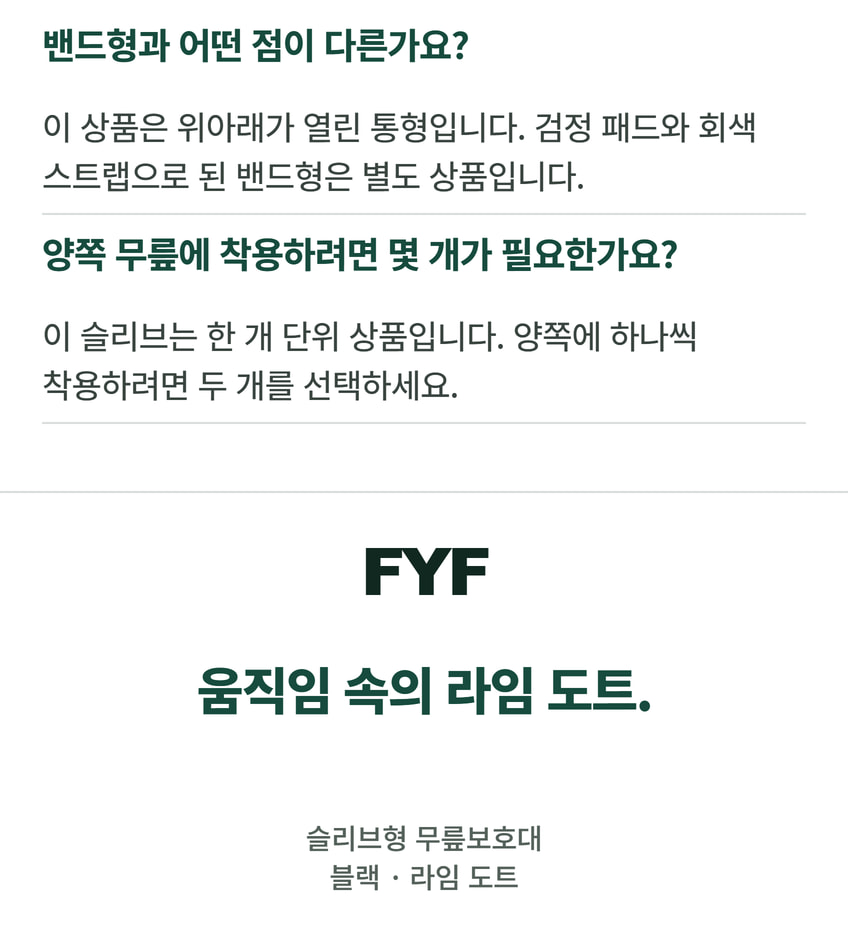 밴드형과 어떤 점이 다른가요?
이 상품은 위아래가 열린 통형입니다. 검정 패드와 회색
스트랩으로 된 밴드형은 별도 상품입니다.
양쪽 무릎에 착용하려면 몇 개가 필요한가요?
이 슬리브는 한 개 단위 상품입니다. 양쪽에 하나씩
착용하려면 두 개를 선택하세요.
FYF
움직임 속의 라임 도트.
슬리브형 무릎보호대
블랙 · 라임 도트